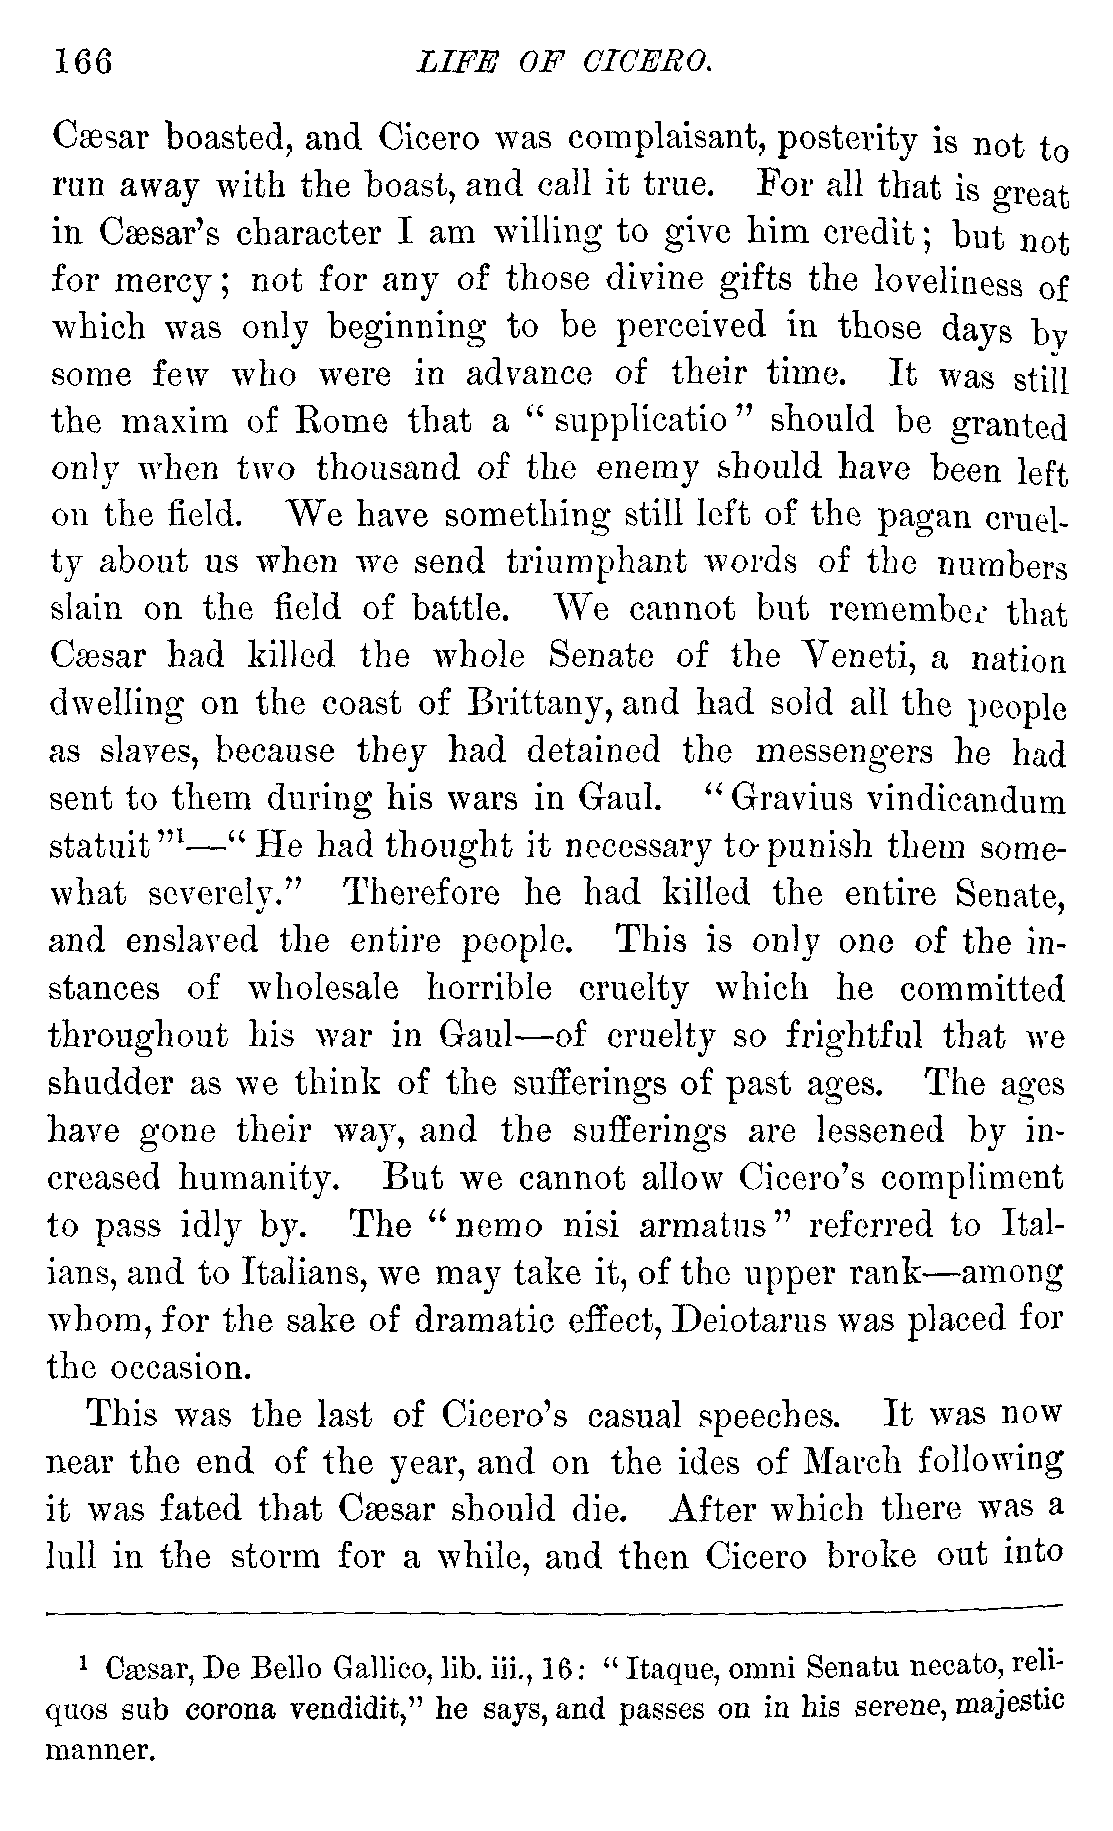 166 LIFE OF CICERO.
Cæsar boasted, and Cicero was complaisant, posterity is not to
run away with the boast, and call it true. For all that is great
in Cæsar's character I am willing to give him credit; but not
for mercy; not for any of those divine gifts the loveliness of
which was only beginning to be perceived in those days by
some few who were in advance of their time. It was still
the maxim of Rome that a "supplicatio" should be granted
only when two thousand of the enemy should have been left
on the field. We have something still left of the pagan cruel-
ty about us when we send triumphant words of the numbers
slain on the field of battle. We cannot but remember that
Cæsar had killed the whole Senate of the Veneti, a nation
dwelling on the coast of Brittany, and had sold all the people
as slaves, because they had detained the messengers he had
sent to them during his wars in Gaul. "Gravius vindicandum
statuit"¹—"He had thought it necessary to punish them some-
what severely." Therefore he had killed the entire Senate,
and enslaved the entire people. This is only one of the in-
stances of wholesale horrible cruelty which he committed
throughout his war in Gaul—of cruelty so frightful that we
shudder as we think of the sufferings of past ages. The ages
have gone their way, and the sufferings are lessened by in-
creased humanity. But we cannot allow Cicero's compliment
to pass idly by. The "nemo nisi armatus" referred to Ital-
ians, and to Italians, we may take it, of the upper rank—among
whom, for the sake of dramatic effect, Deiotarus was placed for
the occasion.
This was the last of Cicero's casual speeches. It was now
near the end of the year, and on the ides of March following
it was fated that Cæsar should die. After which there was a
lull in the storm for a while, and then Cicero broke out into
¹ Cæsar, De Bello Gallico, lib. iii., 16: "Itaque, omni Senatu necato, reli-
quos sub corona vendidit," he says, and passes on in his serene, majestic
manner.